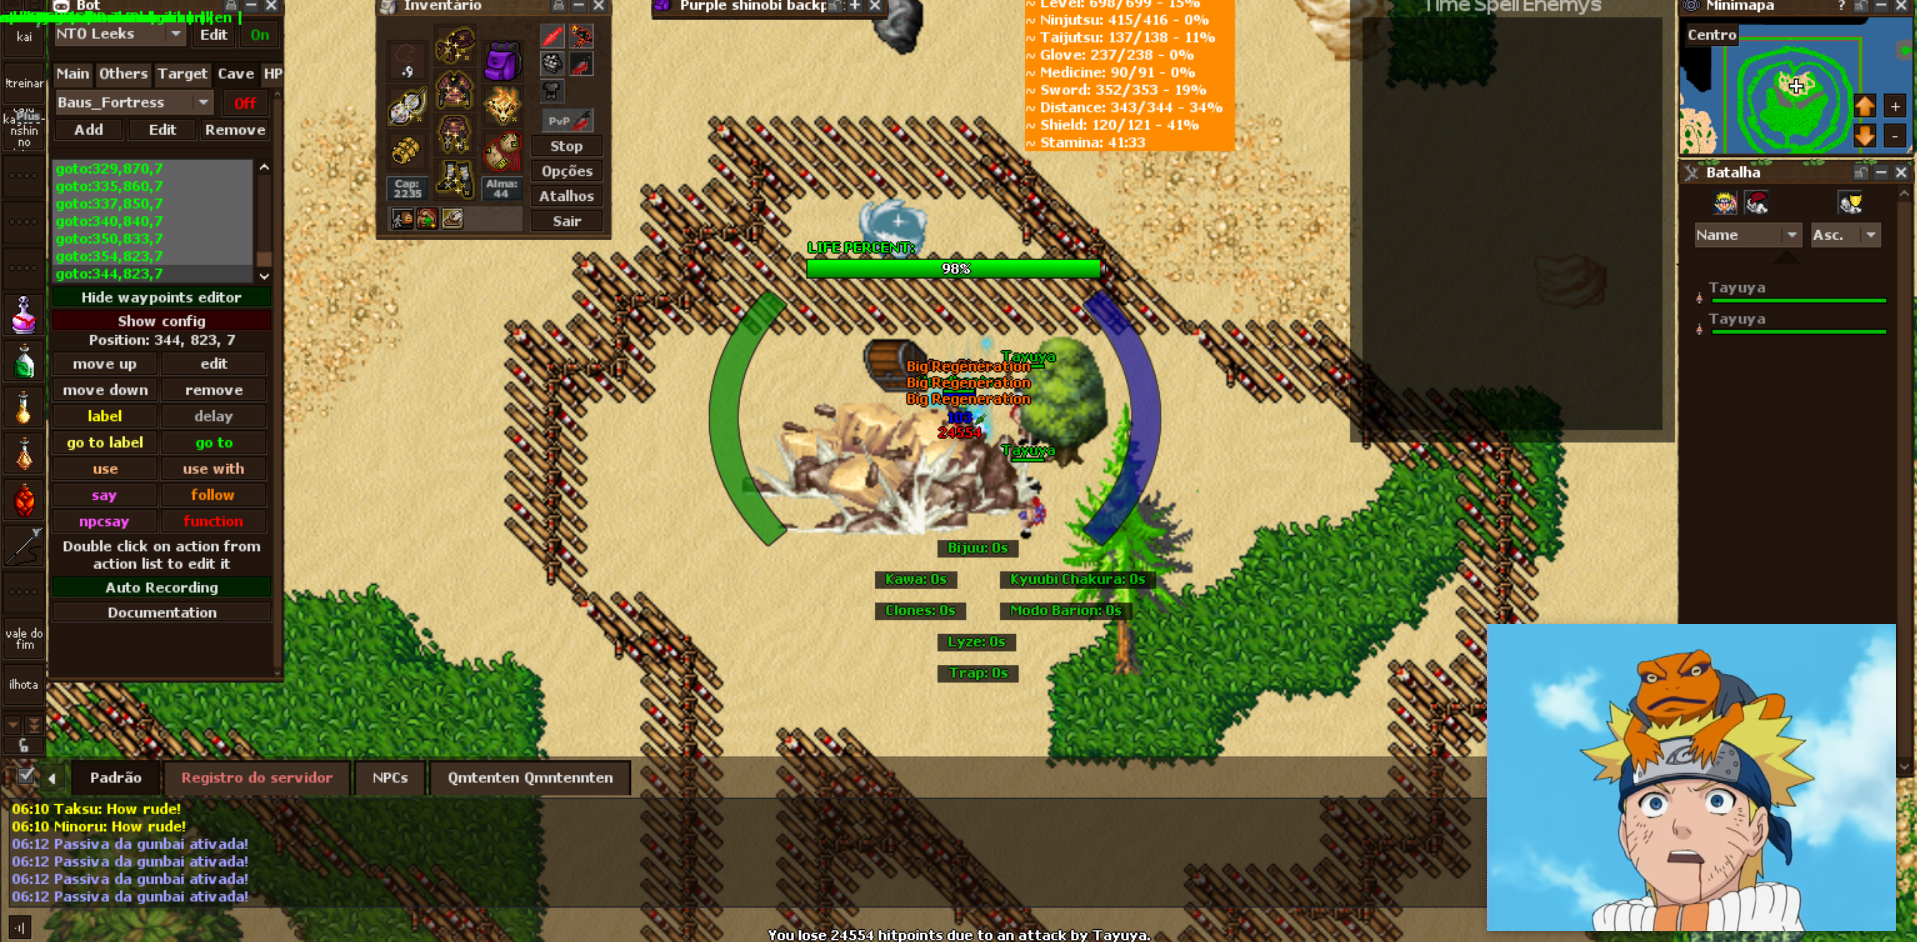 Bot
NTO Leeks
Edit
On
Main
Others
Target
Cave
HP
Baus_Fortress
Off
Add
Edit
Remove
goto:329,870,7
goto:335,860,7
goto:337,850,7
goto:340,840,7
goto:350,833,7
goto:354,823,7
goto:344,823,7
Hide waypoints editor
Show config
Position: 344, 823, 7
move up
edit
move down
remove
label
delay
go to label
go to
use
use with
say
follow
npcsay
function
Double click on action from
action list to edit it
Auto Recording
Documentation
kai
!treinar
Plus
nshin
no
vale do
fim
ilhota
Inventário
.9
Cap:
2235
Alma:
44
PvP
Stop
Opções
Atalhos
Sair
Purple shinobi backp
~ Level: 698/699 - 15%
~ Ninjutsu: 415/416 - 0%
~ Taijutsu: 137/138 - 11%
~ Glove: 237/238 - 0%
~ Medicine: 90/91 - 0%
~ Sword: 352/353 - 19%
~ Distance: 343/344 - 34%
~ Shield: 120/121 - 41%
~ Stamina: 41:33
Time Spell Enemys
Minimapa
?
Centro
+
-
Batalha
Name
Asc.
Tayuya
Tayuya
LIFE PERCENT:
98%
Tayuya
Big Regeneration
Big Regeneration
Big Regeneration
103
24554
Tayuya
Bijuu: 0s
Kawa: 0s
Kyuubi Chakura: 0s
Clones: 0s
Modo Barion: 0s
Lyze: 0s
Trap: 0s
Padrão
Registro do servidor
NPCs
Qmtenten Qmntennten
06:10 Taksu: How rude!
06:10 Minoru: How rude!
06:12 Passiva da gunbai ativada!
06:12 Passiva da gunbai ativada!
06:12 Passiva da gunbai ativada!
06:12 Passiva da gunbai ativada!
You lose 24554 hitpoints due to an attack by Tayuya.